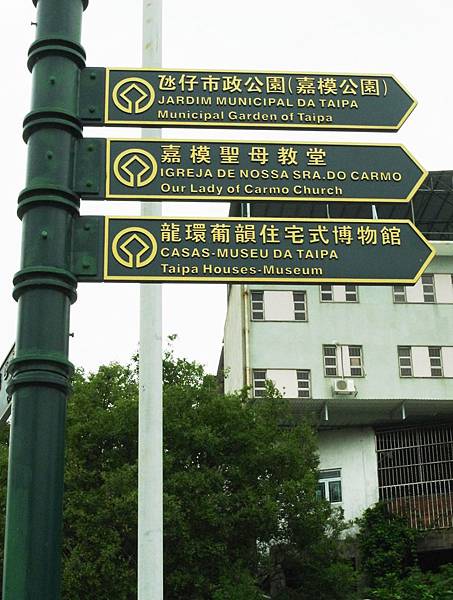 氹仔市政公園(嘉模公園)
JARDIM MUNICIPAL DA TAIPA
Municipal Garden of Taipa
嘉模聖母教堂
IGREJA DE NOSSA SRA.DO CARMO
Our Lady of Carmo Church
龍環葡韻住宅式博物館
CASAS-MUSEU DA TAIPA
Taipa Houses-Museum